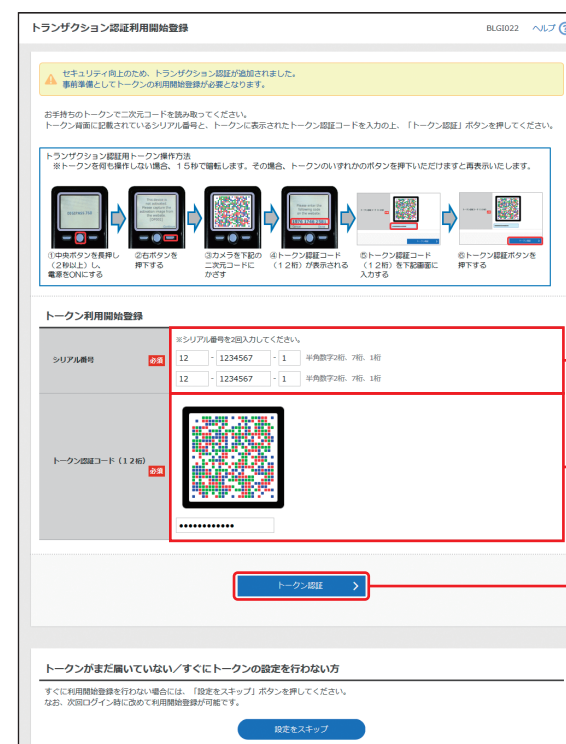 トランザクション認証利用開始登録
BLGI022 ヘルプ
セキュリティ向上のため、トランザクション認証が追加されました。
事前準備としてトークンの利用開始登録が必要となります。
お手持ちのトークンで二次元コードを読み取ってください。
トークン背面に記載されているシリアル番号と、トークンに表示されたトークン認証コードを入力の上、「トークン認証」ボタンを押してください。
トランザクション認証用トークン操作方法
※トークンを何も操作しない場合、15秒で暗転します。その場合、トークンのいずれかのボタンを押下いただけますと再表示いたします。
①中央ボタンを長押し
(2秒以上)し、
電源をONにする
②右ボタンを
押下する
③カメラを下記の
二次元コードに
かざす
④トークン認証コード
(12桁)が表示される
⑤トークン認証コード
(12桁)を下記画面に
入力する
⑥トークン認証ボタンを
押下する
トークン利用開始登録
シリアル番号 必須
※シリアル番号を2回入力してください。
12 - 1234567 - 1 半角数字2桁、7桁、1桁
12 - 1234567 - 1 半角数字2桁、7桁、1桁
トークン認証コード(12桁)
必須
●●●●●●●●●●●●
トークン認証
トークンがまだ届いていない/すぐにトークンの設定を行わない方
すぐに利用開始登録を行わない場合には、「設定をスキップ」ボタンを押してください。
なお、次回ログイン時に改めて利用開始登録が可能です。
設定をスキップ